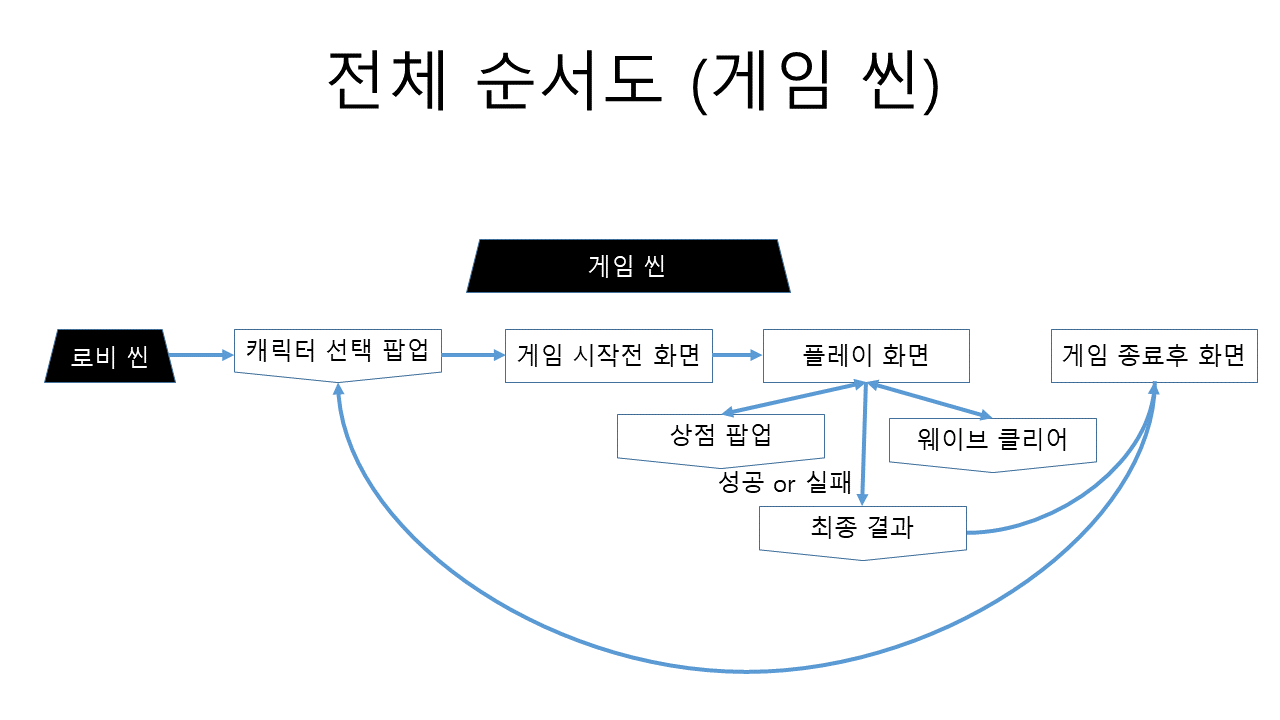 전체 순서도 (게임 씬)
게임 씬
로비 씬
캐릭터 선택 팝업
게임 시작전 화면
플레이 화면
게임 종료후 화면
상점 팝업
웨이브 클리어
성공 or 실패
최종 결과